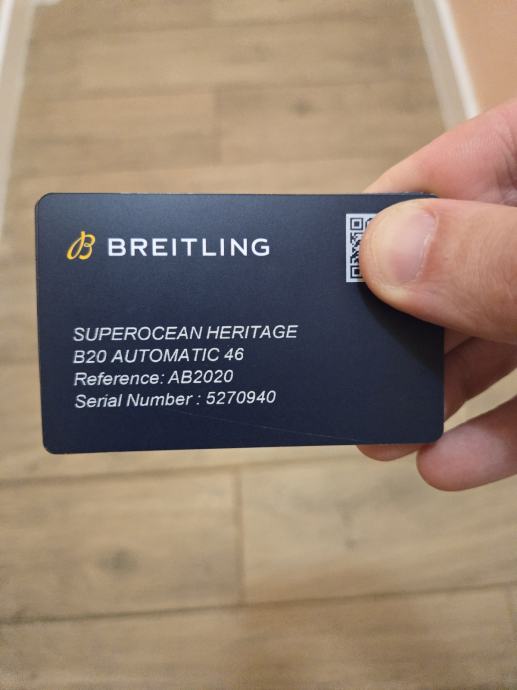 BREITLING
SUPEROCEAN HERITAGE
B20 AUTOMATIC 46
Reference: AB2020
Serial Number : 5270940